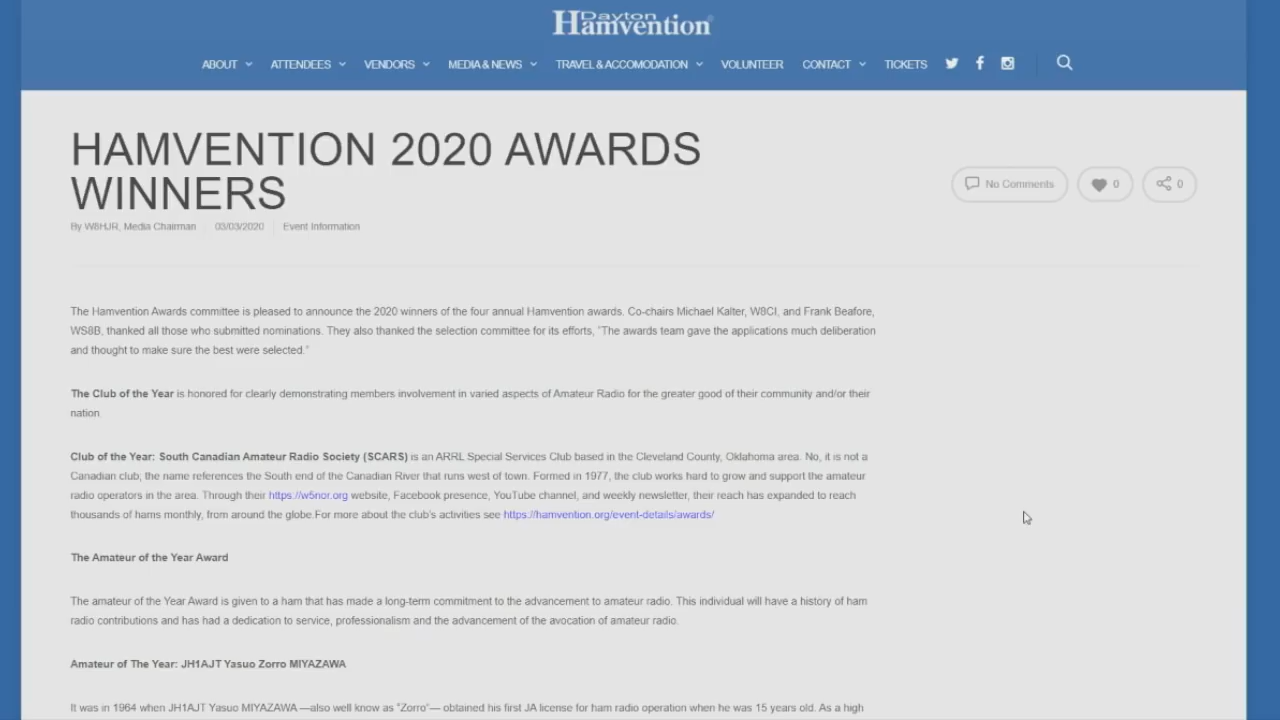 Dayton
Hamvention
ABOUT ATTENDEES VENDORS MEDIA & NEWS TRAVEL & ACCOMODATION VOLUNTEER CONTACT TICKETS
HAMVENTION 2020 AWARDS
WINNERS
No Comments 0 0
By W8HJR, Media Chairman 03/03/2020 Event Information
The Hamvention Awards committee is pleased to announce the 2020 winners of the four annual Hamvention awards. Co-chairs Michael Kalter, W8CI, and Frank Beafore,
WS8B, thanked all those who submitted nominations. They also thanked the selection committee for its efforts, “The awards team gave the applications much deliberation
and thought to make sure the best were selected.”
The Club of the Year is honored for clearly demonstrating members involvement in varied aspects of Amateur Radio for the greater good of their community and/or their
nation
Club of the Year: South Canadian Amateur Radio Society (SCARS) is an ARRL Special Services Club based in the Cleveland County, Oklahoma area. No, it is not a
Canadian club; the name references the South end of the Canadian River that runs west of town. Formed in 1977, the club works hard to grow and support the amateur
radio operators in the area. Through their https://w5nor.org website, Facebook presence, YouTube channel, and weekly newsletter, their reach has expanded to reach
thousands of hams monthly, from around the globe.For more about the club's activities see https://hamvention.org/event-details/awards/
The Amateur of the Year Award
The amateur of the Year Award is given to a ham that has made a long-term commitment to the advancement to amateur radio. This individual will have a history of ham
radio contributions and has had a dedication to service, professionalism and the advancement of the avocation of amateur radio.
Amateur of The Year: JH1AJT Yasuo Zorro MIYAZAWA
It was in 1964 when JH1AJT Yasuo MIYAZAWA —also well know as “Zorro”— obtained his first JA license for ham radio operation when he was 15 years old. As a high